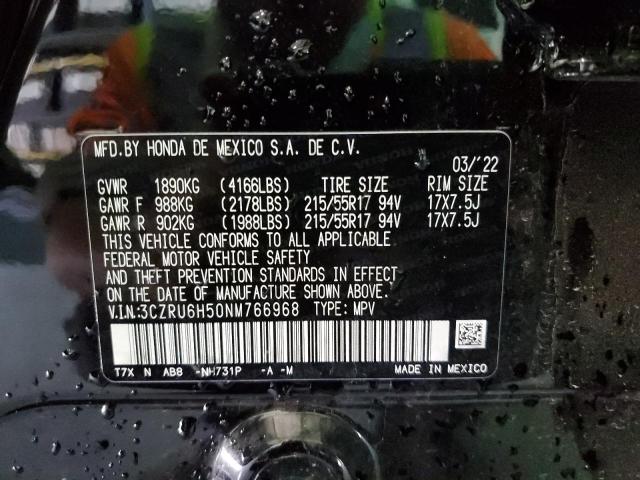 MFD.BY HONDA DE MEXICO S.A. DE C.V.
03/'22
GVWR 1890KG (4166LBS) TIRE SIZE RIM SIZE
GAWR F 988KG (2178LBS) 215/55R17 94V 17X7.5J
GAWR R 902KG (1988LBS) 215/55R17 94V 17X7.5J
THIS VEHICLE CONFORMS TO ALL APPLICABLE
FEDERAL MOTOR VEHICLE SAFETY
AND THEFT PREVENTION STANDARDS IN EFFECT
ON THE DATE OF MANUFACTURE SHOWN ABOVE.
V.I.N:3CZRU6H50NM766968 TYPE: MPV
T7X N AB8 -NH731P -A -M MADE IN MEXICO